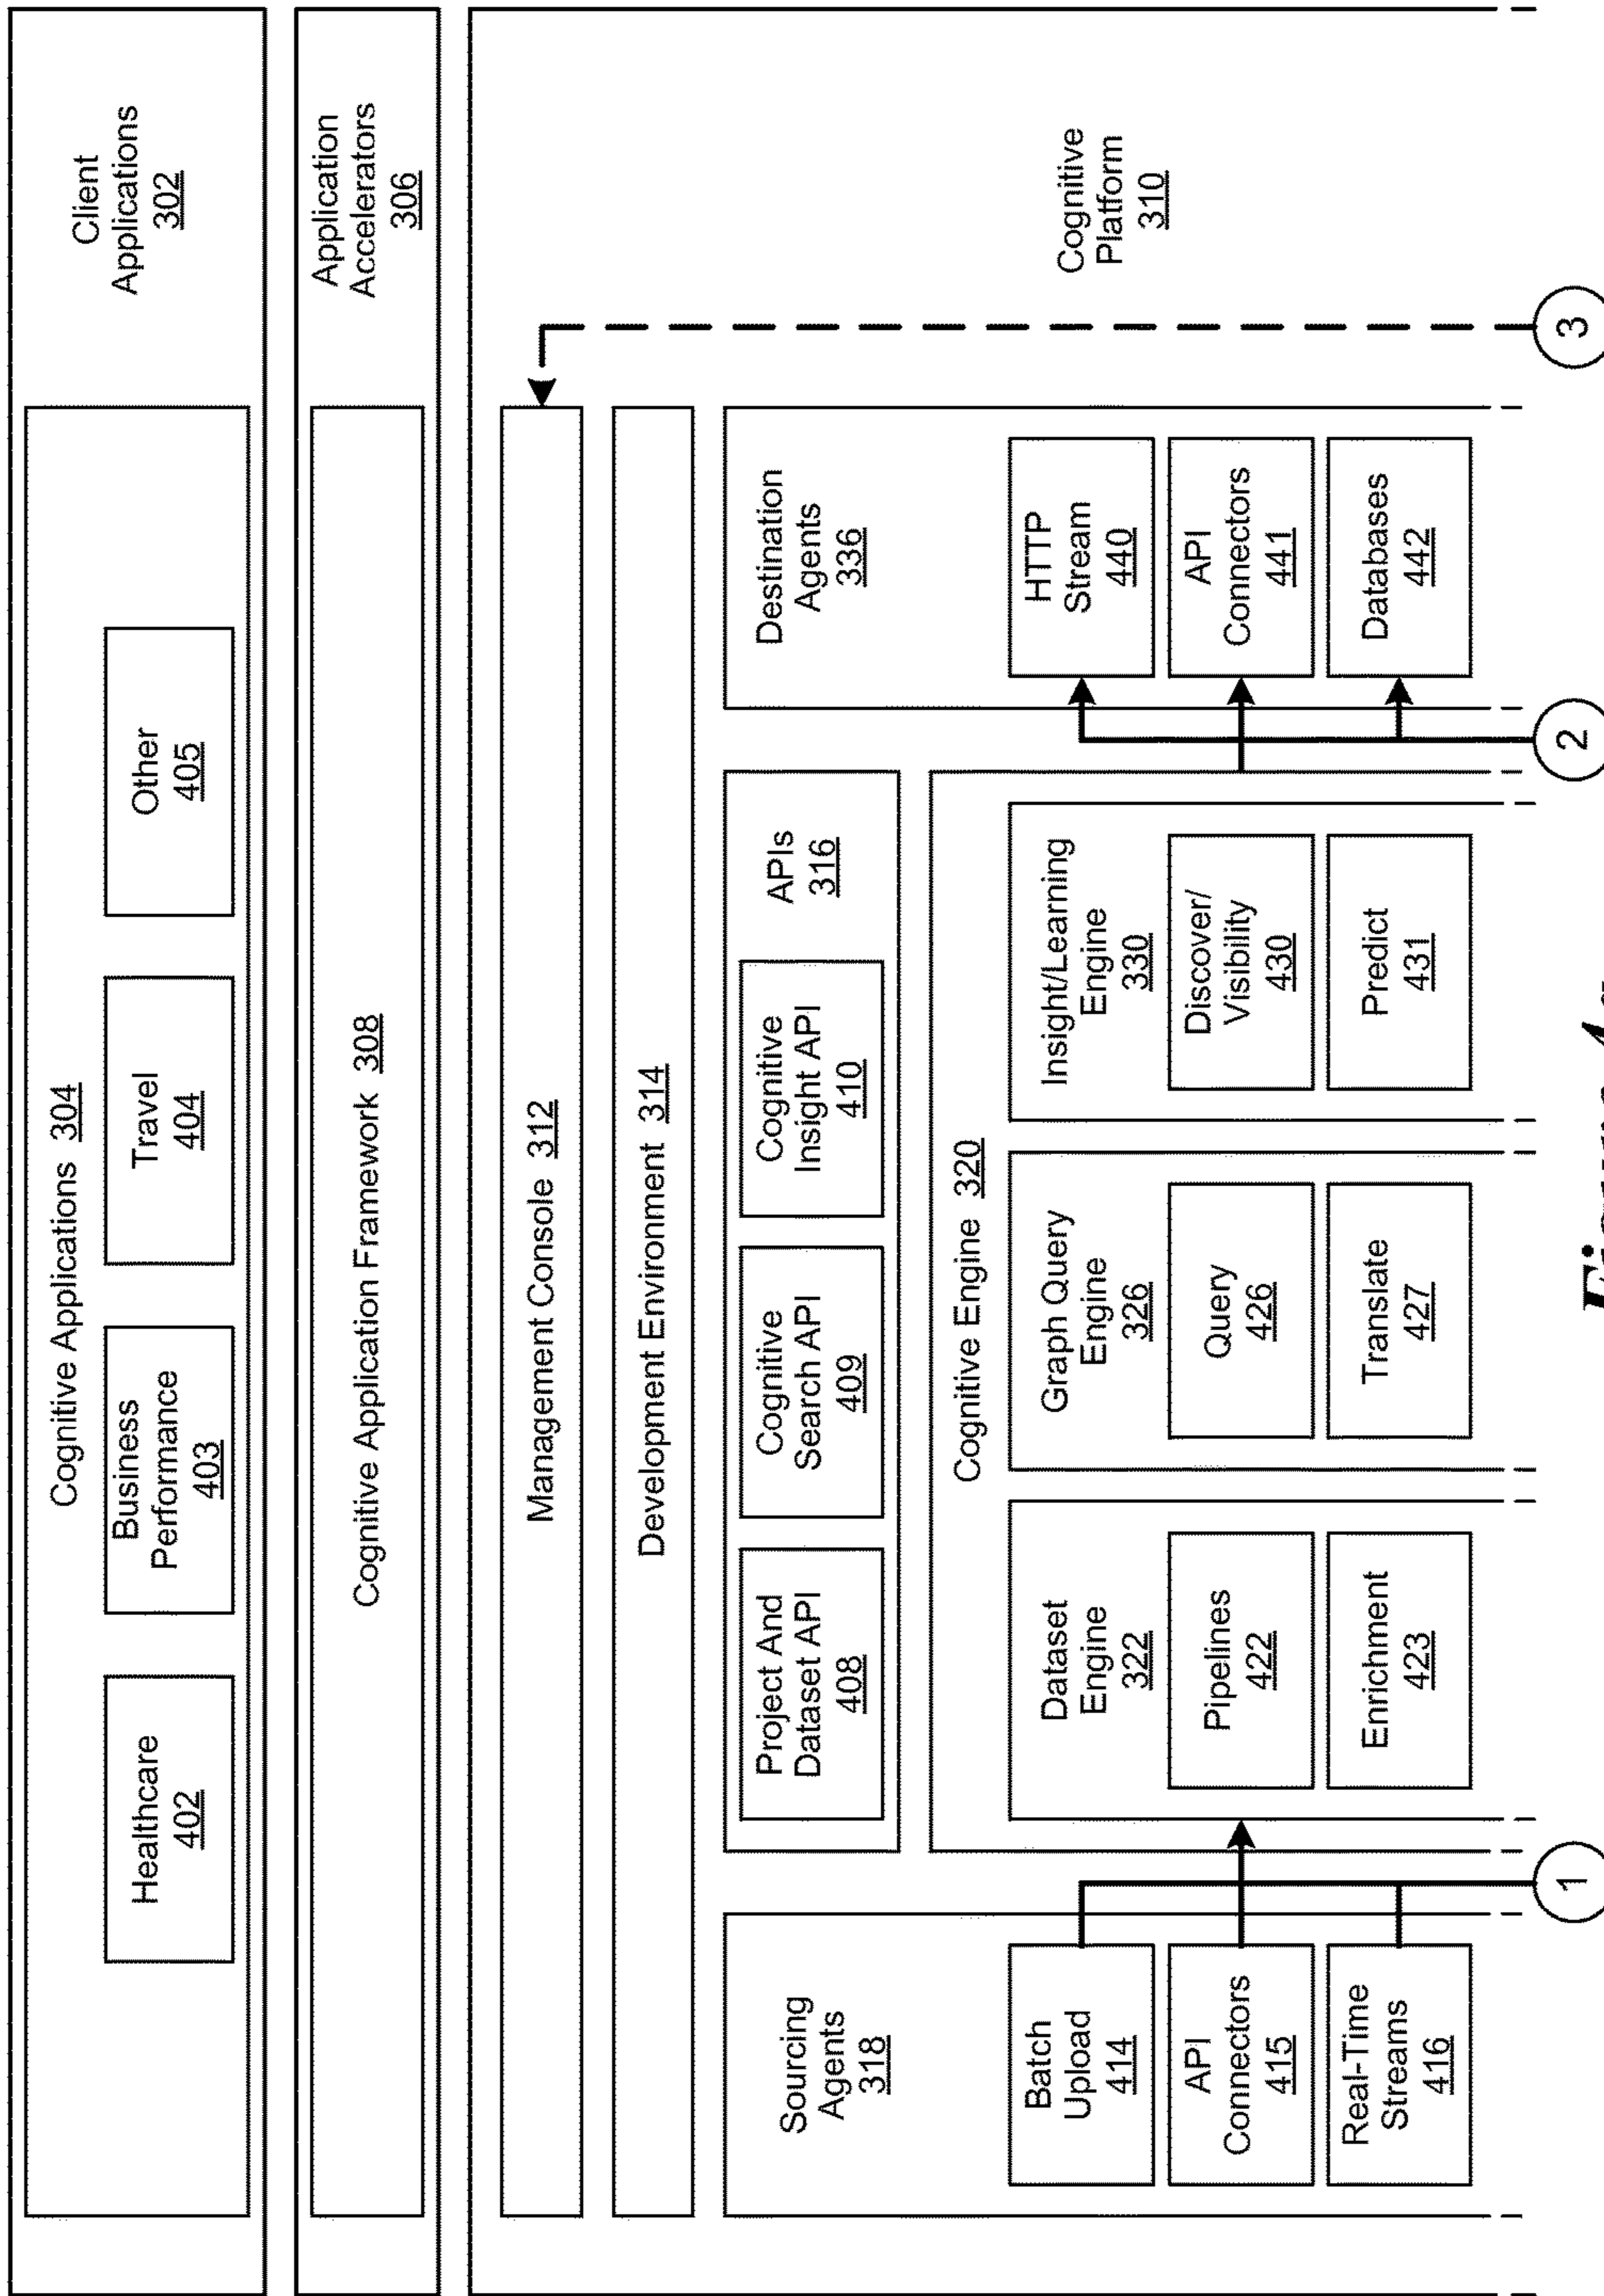 Client
Applications
302
Cognitive Applications 304
Healthcare
402
Business
Performance
403
Travel
404
Other
405
Application
Accelerators
306
Cognitive Application Framework 308
Cognitive
Platform
310
Management Console 312
Development Environment 314
Sourcing
Agents
318
Batch
Upload
414
API
Connectors
415
Real-Time
Streams
416
APIs
316
Project And
Dataset API
408
Cognitive
Search API
409
Cognitive
Insight API
410
Cognitive Engine 320
Dataset
Engine
322
Pipelines
422
Enrichment
423
Graph Query
Engine
326
Query
426
Translate
427
Insight/Learning
Engine
330
Discover/
Visibility
430
Predict
431
Destination
Agents
336
HTTP
Stream
440
API
Connectors
441
Databases
442
1
2
3